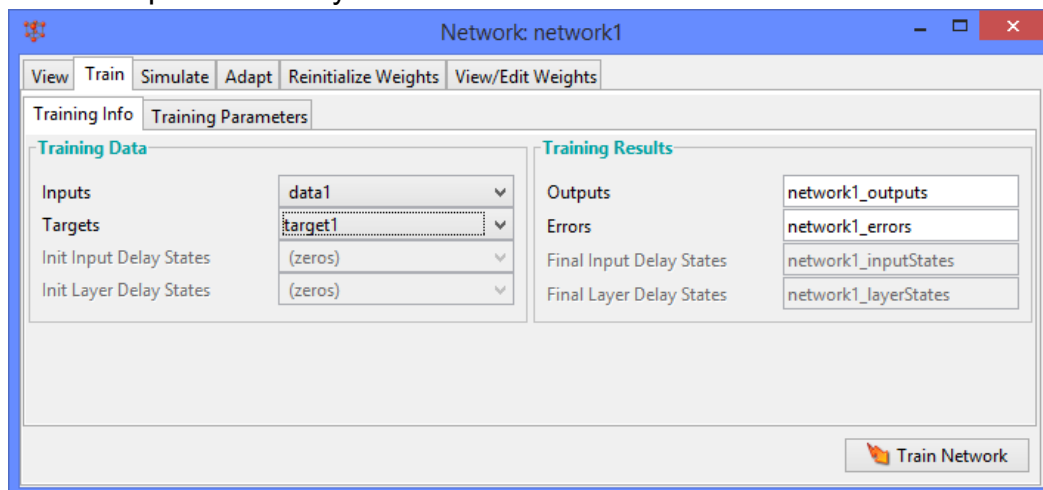 Network: network1
View Train Simulate Adapt Reinitialize Weights View/Edit Weights
Training Info Training Parameters
Training Data
Inputs data1
Targets target1
Init Input Delay States (zeros)
Init Layer Delay States (zeros)
Training Results
Outputs network1_outputs
Errors network1_errors
Final Input Delay States network1_inputStates
Final Layer Delay States network1_layerStates
Train Network